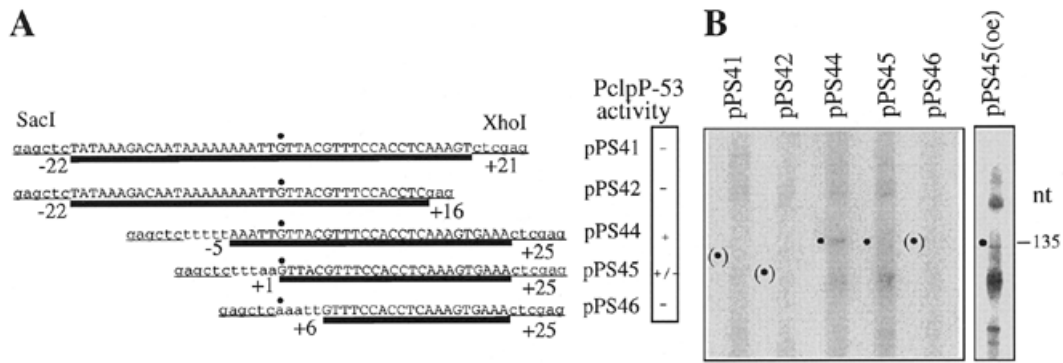 A
B
SacI
XhoI
PclpP-53
activity
gagctcTATAAAGACAATAAAAAAAATTGTTACGTTTCCACCTCAAAGTctcgag
-22
+21
pPS41
-
gagctcTATAAAGACAATAAAAAAAATTGTTACGTTTCCACCTCgag
-22
+16
pPS42
-
gagctctttttAAATTGTTACGTTTCCACCTCAAAGTGAAActcgag
-5
+25
pPS44
+
gagctctttaaGTTACGTTTCCACCTCAAAGTGAAActcgag
+1
+25
pPS45
+/-
gagctcaaattGTTTCCACCTCAAAGTGAAActcgag
+6
+25
pPS46
-
pPS41
pPS42
pPS44
pPS45
pPS46
pPS45(oe)
nt
135